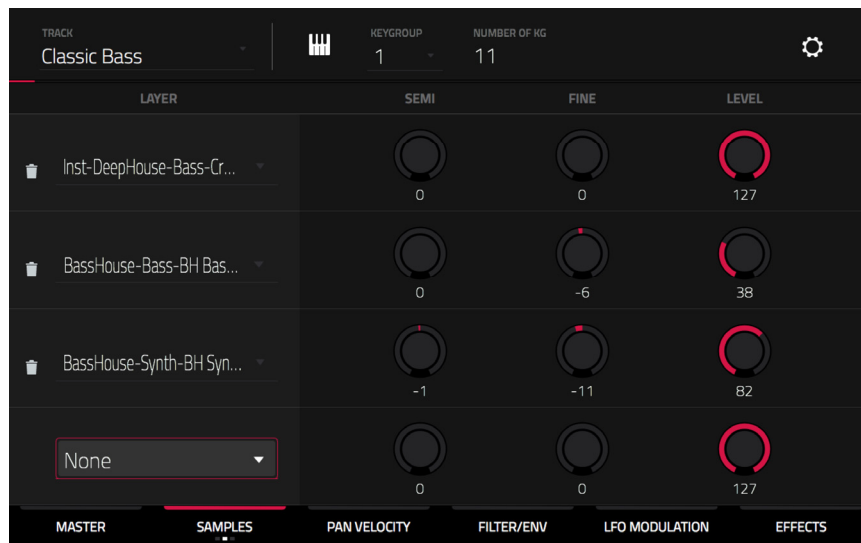 TRACK KEYGROUP NUMBER OF KG
Classic Bass 1 11
LAYER SEMI FINE LEVEL
Inst-DeepHouse-Bass-Cr...
0 0 127
BassHouse-Bass-BH Bas...
0 -6 38
BassHouse-Synth-BH Syn...
-1 -11 82
None
0 0 127
MASTER SAMPLES PAN VELOCITY FILTER/ENV LFO MODULATION EFFECTS